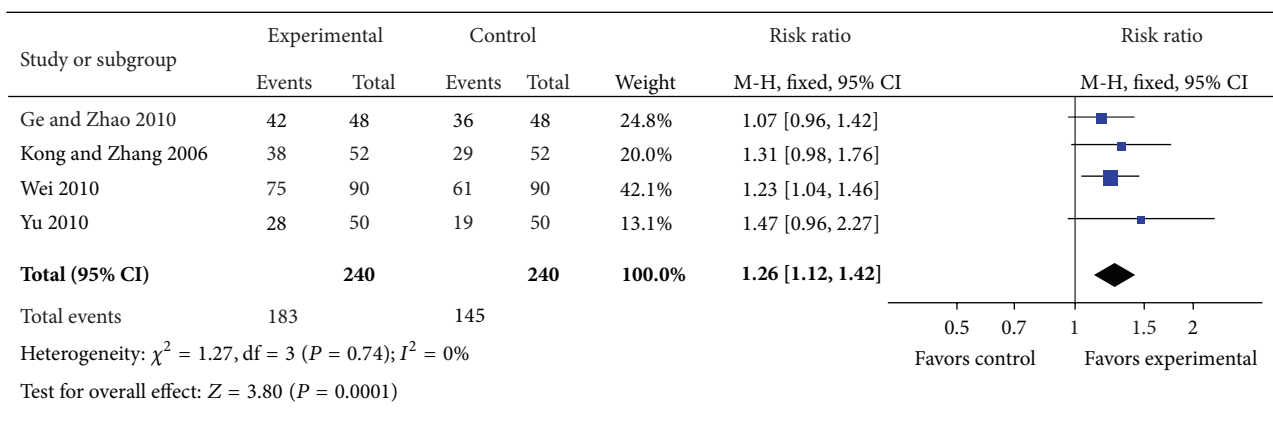 Study or subgroup Experimental Control Risk ratio Risk ratio
Events Total Events Total Weight M-H, fixed, 95% CI M-H, fixed, 95% CI
Ge and Zhao 2010 42 48 36 48 24.8% 1.07 [0.96, 1.42]
Kong and Zhang 2006 38 52 29 52 20.0% 1.31 [0.98, 1.76]
Wei 2010 75 90 61 90 42.1% 1.23 [1.04, 1.46]
Yu 2010 28 50 19 50 13.1% 1.47 [0.96, 2.27]
Total (95% CI) 240 240 100.0% 1.26 [1.12, 1.42]
Total events 183 145
0.5 0.7 1 1.5 2
Heterogeneity: χ² = 1.27, df = 3 (P = 0.74); I² = 0%
Favors control Favors experimental
Test for overall effect: Z = 3.80 (P = 0.0001)